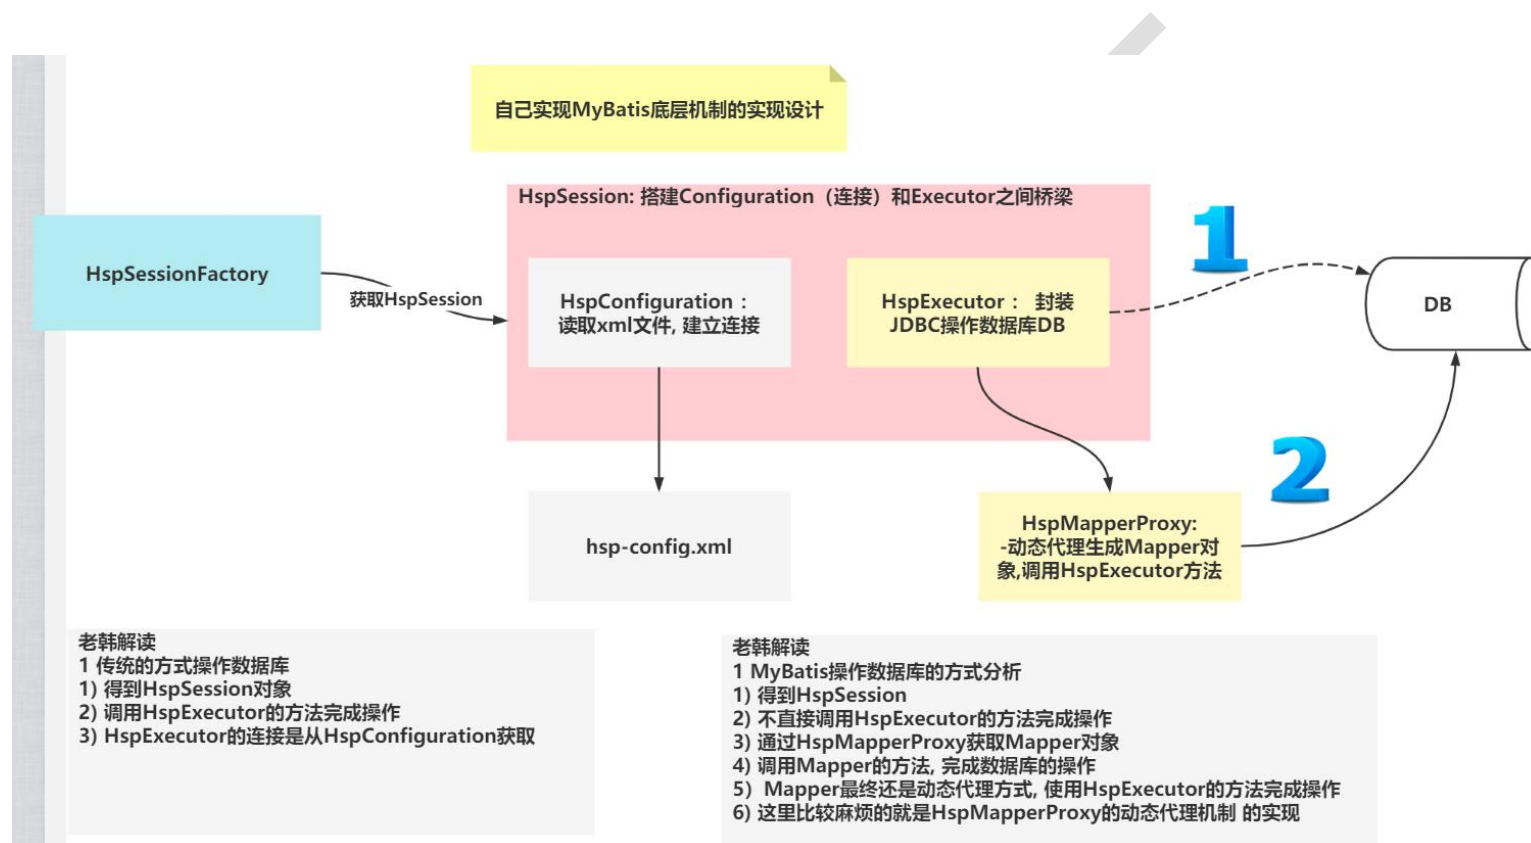 自己实现MyBatis底层机制的实现设计
HspSession: 搭建Configuration（连接）和Executor之间桥梁
HspSessionFactory
获取HspSession
HspConfiguration：
读取xml文件, 建立连接
HspExecutor： 封装
JDBC操作数据库DB
1
DB
2
hsp-config.xml
HspMapperProxy:
-动态代理生成Mapper对
象,调用HspExecutor方法
老韩解读
1 传统的方式操作数据库
1) 得到HspSession对象
2) 调用HspExecutor的方法完成操作
3) HspExecutor的连接是从HspConfiguration获取
老韩解读
1 MyBatis操作数据库的方式分析
1) 得到HspSession
2) 不直接调用HspExecutor的方法完成操作
3) 通过HspMapperProxy获取Mapper对象
4) 调用Mapper的方法, 完成数据库的操作
5）Mapper最终还是动态代理方式, 使用HspExecutor的方法完成操作
6) 这里比较麻烦的就是HspMapperProxy的动态代理机制 的实现